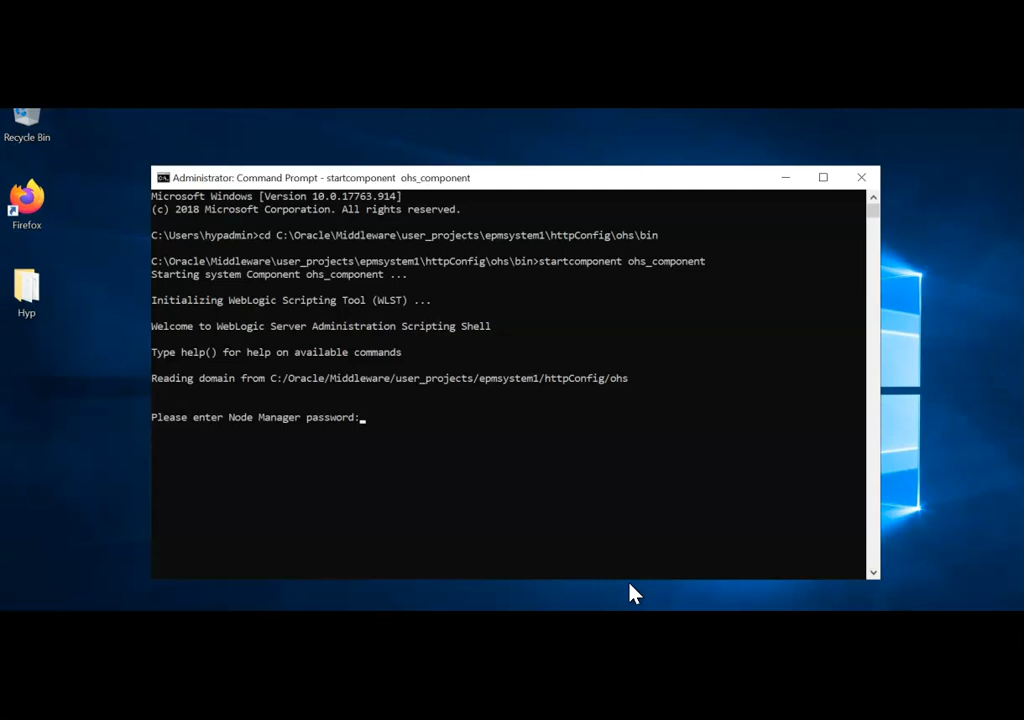 Recycle Bin
Firefox
Hyp
Administrator: Command Prompt - startcomponent  ohs_component
Microsoft Windows [Version 10.0.17763.914]
(c) 2018 Microsoft Corporation. All rights reserved.
C:\Users\hypadmin>cd C:\Oracle\Middleware\user_projects\epmsystem1\httpConfig\ohs\bin
C:\Oracle\Middleware\user_projects\epmsystem1\httpConfig\ohs\bin>startcomponent ohs_component
Starting system Component ohs_component ...
Initializing WebLogic Scripting Tool (WLST) ...
Welcome to WebLogic Server Administration Scripting Shell
Type help() for help on available commands
Reading domain from C:/Oracle/Middleware/user_projects/epmsystem1/httpConfig/ohs
Please enter Node Manager password: